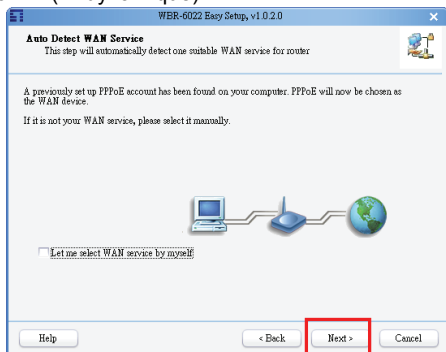 WBR-6022 Easy Setup, v1.0.2.0
Auto Detect WAN Service
This step will automatically detect one suitable WAN service for router
A previously set up PPPoE account has been found on your computer. PPPoE will now be chosen as
the WAN device.
If it is not your WAN service, please select it manually.
Let me select WAN service by myself
Help
< Back
Next >
Cancel